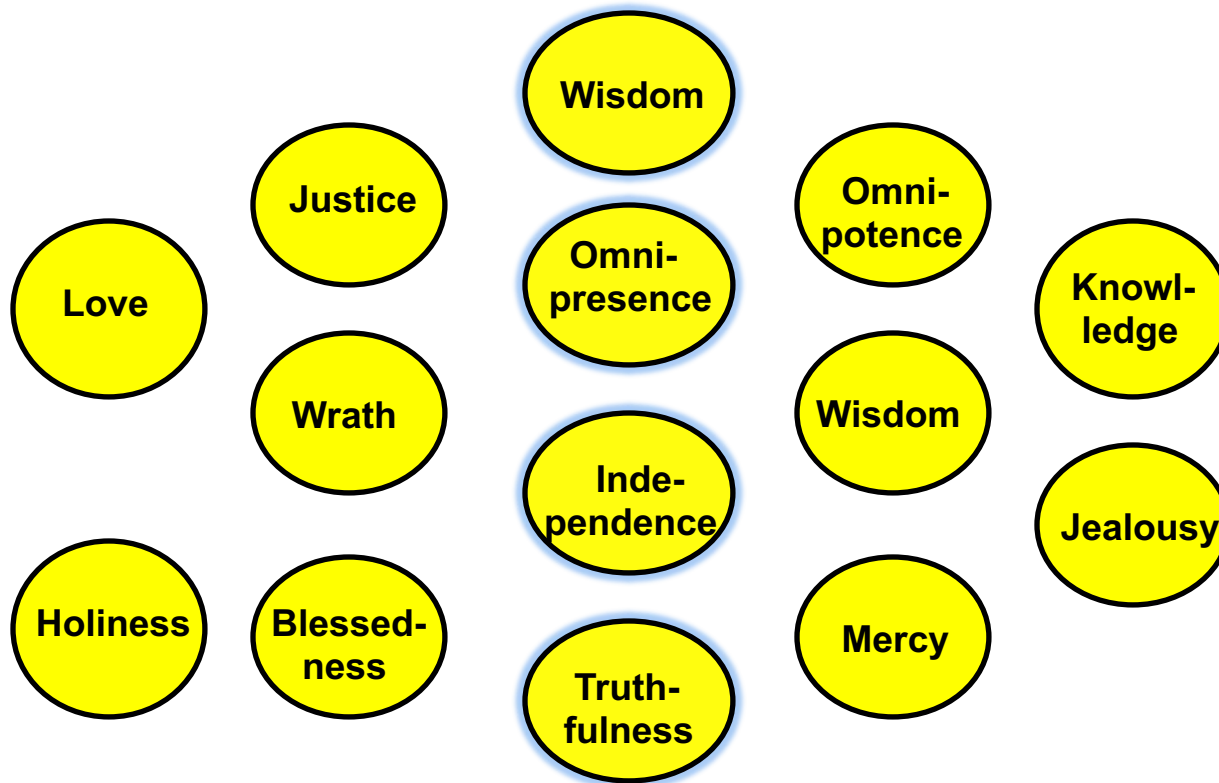 Wisdom
Justice
Omni-
potence
Omni-
presence
Love
Knowl-
ledge
Wrath
Wisdom
Inde-
pendence
Jealousy
Holiness
Blessed-
ness
Mercy
Truth-
fulness